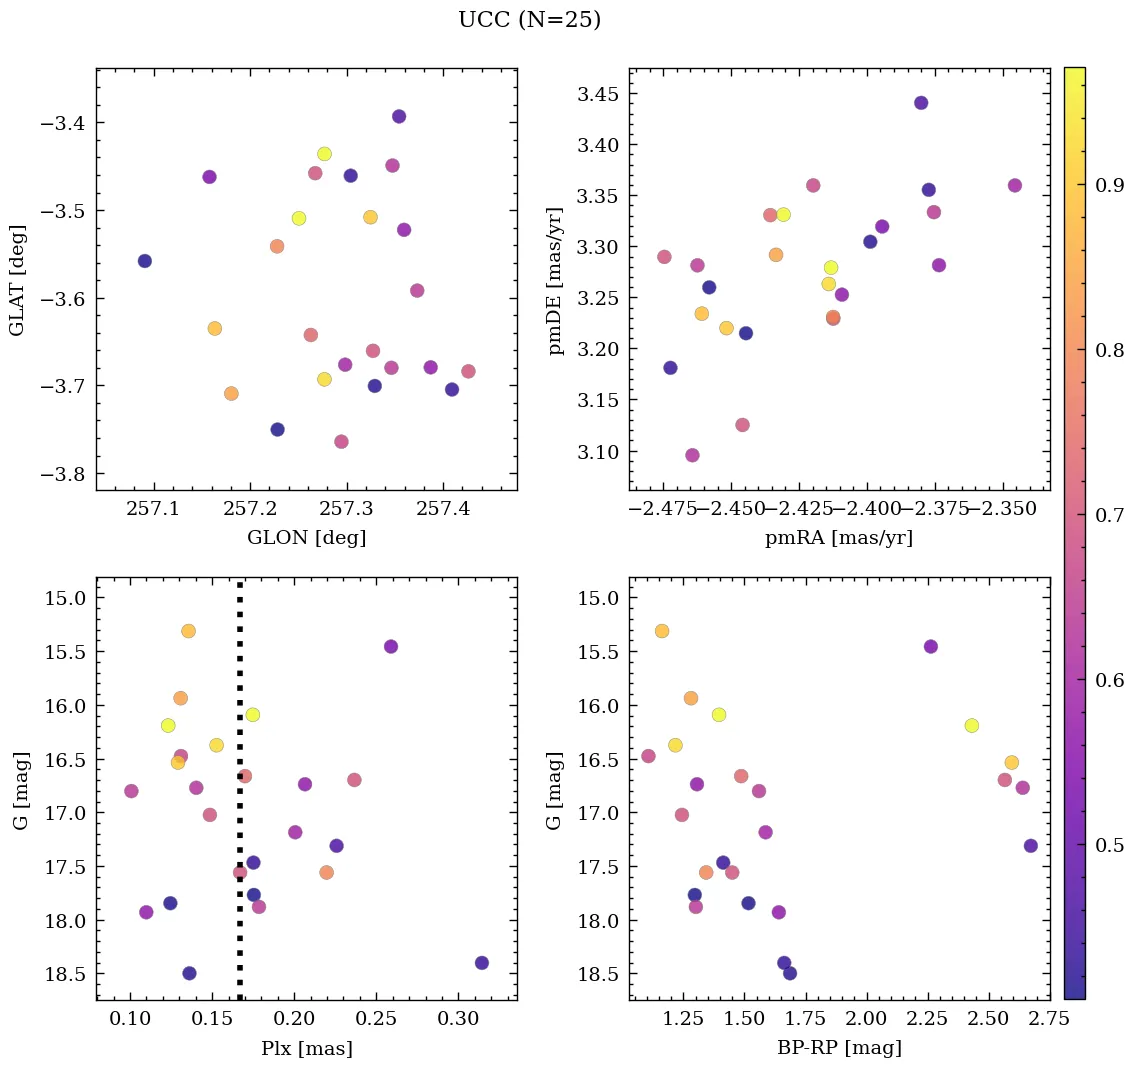 UCC (N=25)
−3.4
−3.5
−3.6
−3.7
−3.8
GLAT [deg]
257.1 257.2 257.3 257.4
GLON [deg]
3.45
3.40
3.35
3.30
3.25
3.20
3.15
3.10
pmDE [mas/yr]
−2.475 −2.450 −2.425 −2.400 −2.375 −2.350
pmRA [mas/yr]
0.9
0.8
0.7
0.6
0.5
15.0
15.5
16.0
16.5
17.0
17.5
18.0
18.5
G [mag]
0.10 0.15 0.20 0.25 0.30
Plx [mas]
15.0
15.5
16.0
16.5
17.0
17.5
18.0
18.5
G [mag]
1.25 1.50 1.75 2.00 2.25 2.50 2.75
BP-RP [mag]